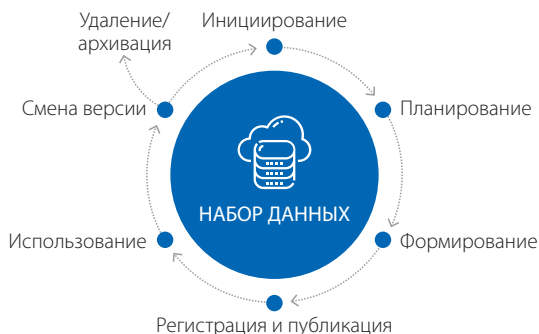 Удаление/
архивация
Инициирование
Смена версии
Планирование
НАБОР ДАННЫХ
Использование
Формирование
Регистрация и публикация